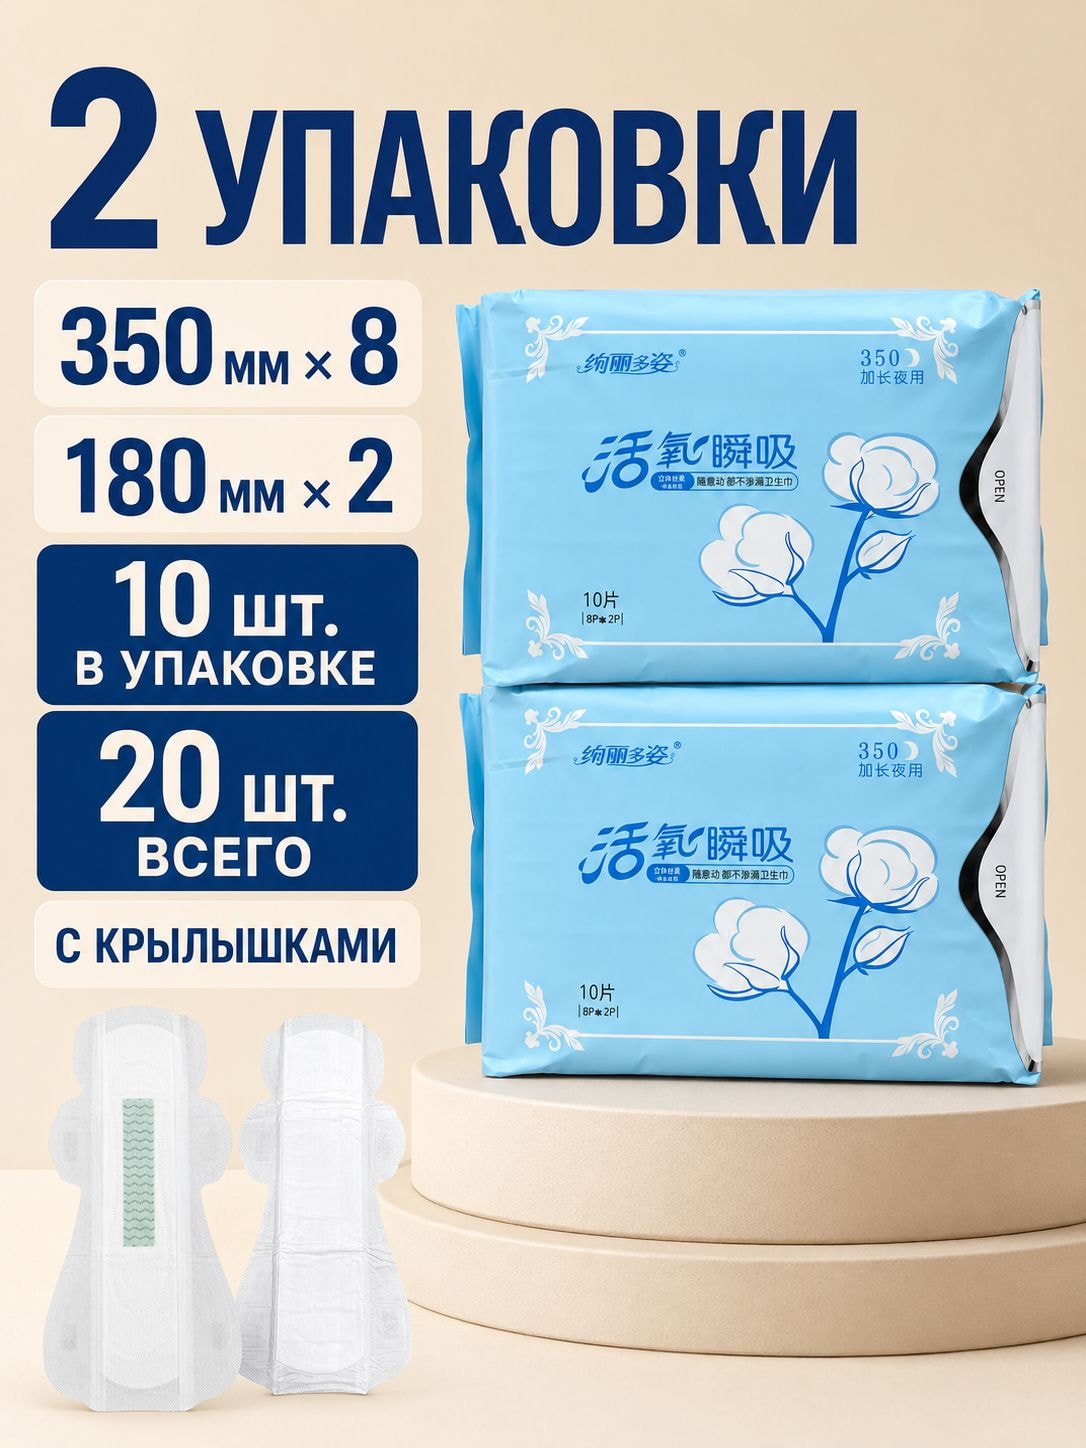 2 УПАКОВКИ
350 мм × 8
180 мм × 2
10 шт.
В УПАКОВКЕ
20 шт.
ВСЕГО
С КРЫЛЫШКАМИ
绚丽多姿®
350
加长夜用
活氧瞬吸
随意动 都不渗漏卫生巾
OPEN
10片
|8P✱2P|
绚丽多姿®
350
加长夜用
活氧瞬吸
随意动 都不渗漏卫生巾
OPEN
10片
|8P✱2P|